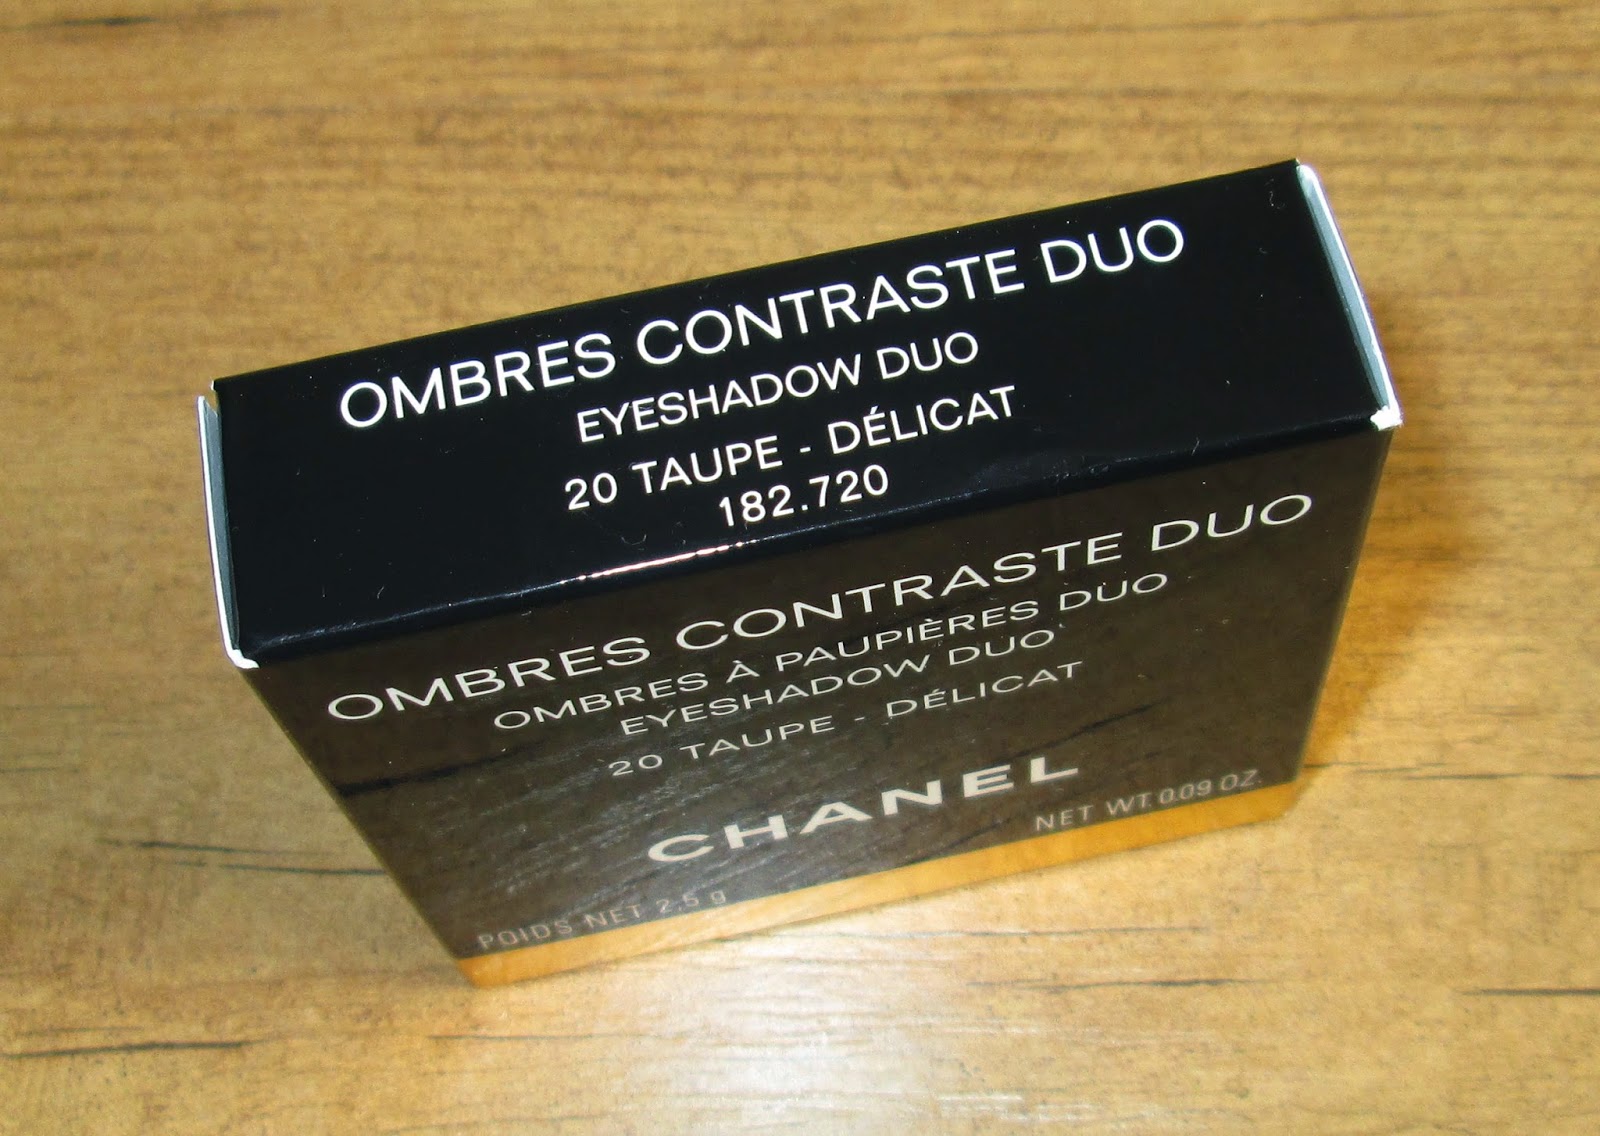 OMBRES CONTRASTE DUO
EYESHADOW DUO
20 TAUPE - DÉLICAT
182.720
OMBRES CONTRASTE DUO
OMBRES À PAUPIÈRES DUO
EYESHADOW DUO
20 TAUPE - DÉLICAT
CHANEL
POIDS NET 2,5 g
NET WT. 0.09 OZ.